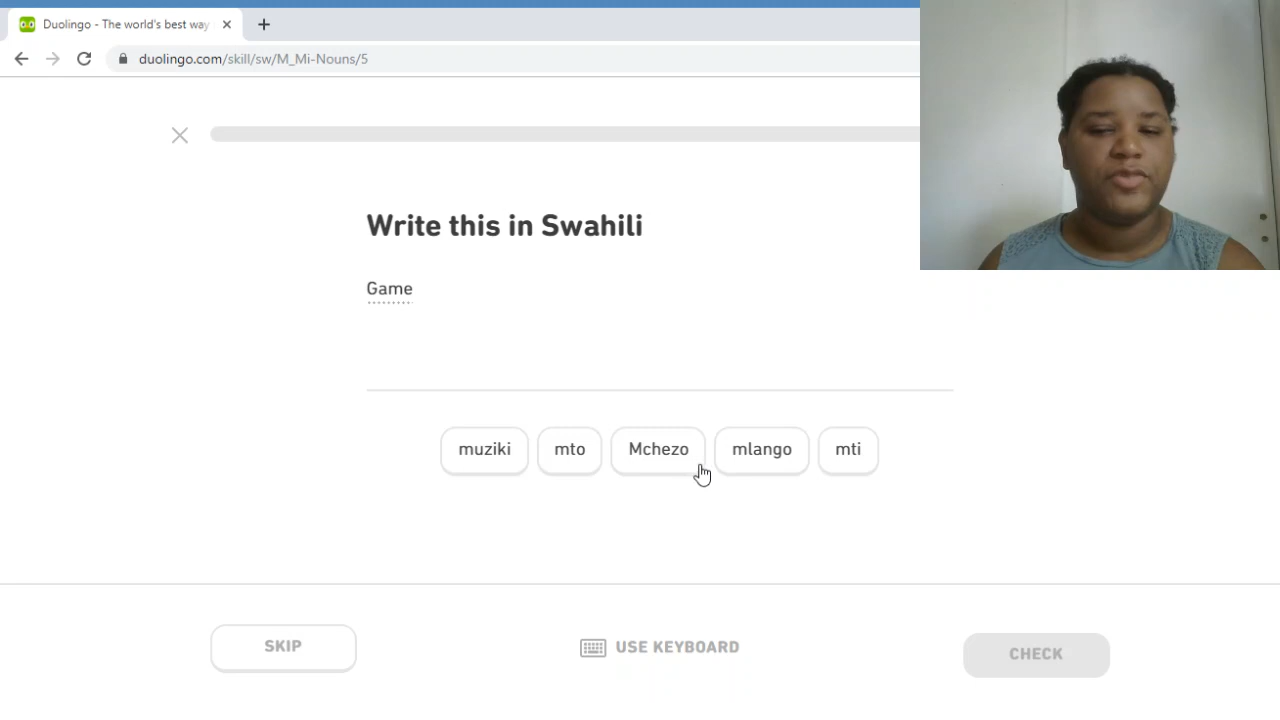 Duolingo - The world's best way
duolingo.com/skill/sw/M_Mi-Nouns/5
Write this in Swahili
Game
muziki mto Mchezo mlango mti
SKIP USE KEYBOARD CHECK